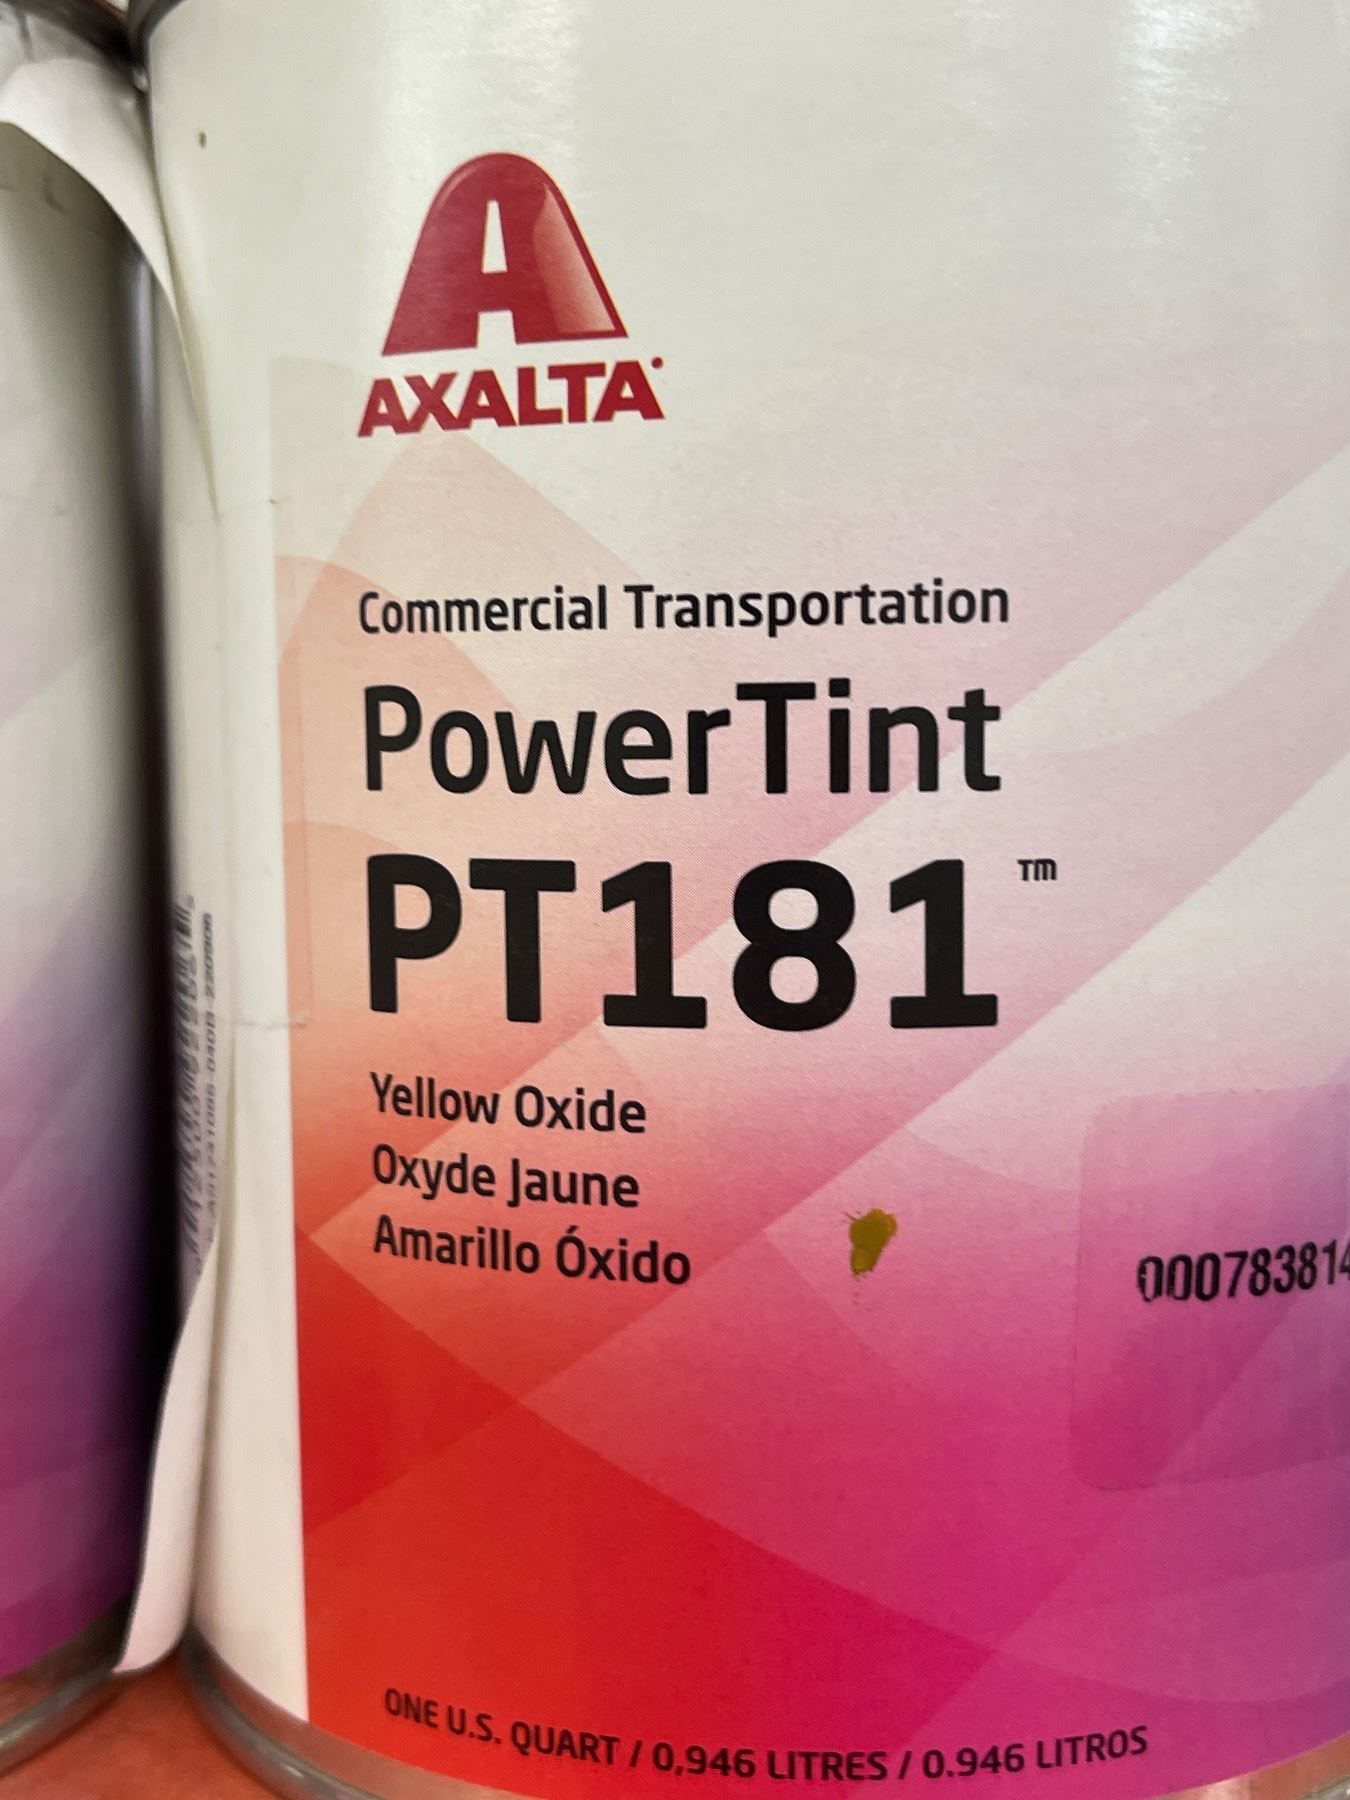 A
AXALTA
Commercial Transportation
PowerTint
PT181™
Yellow Oxide
Oxyde Jaune
Amarillo Óxido
00078381
ONE U.S. QUART / 0,946 LITRES / 0.946 LITROS